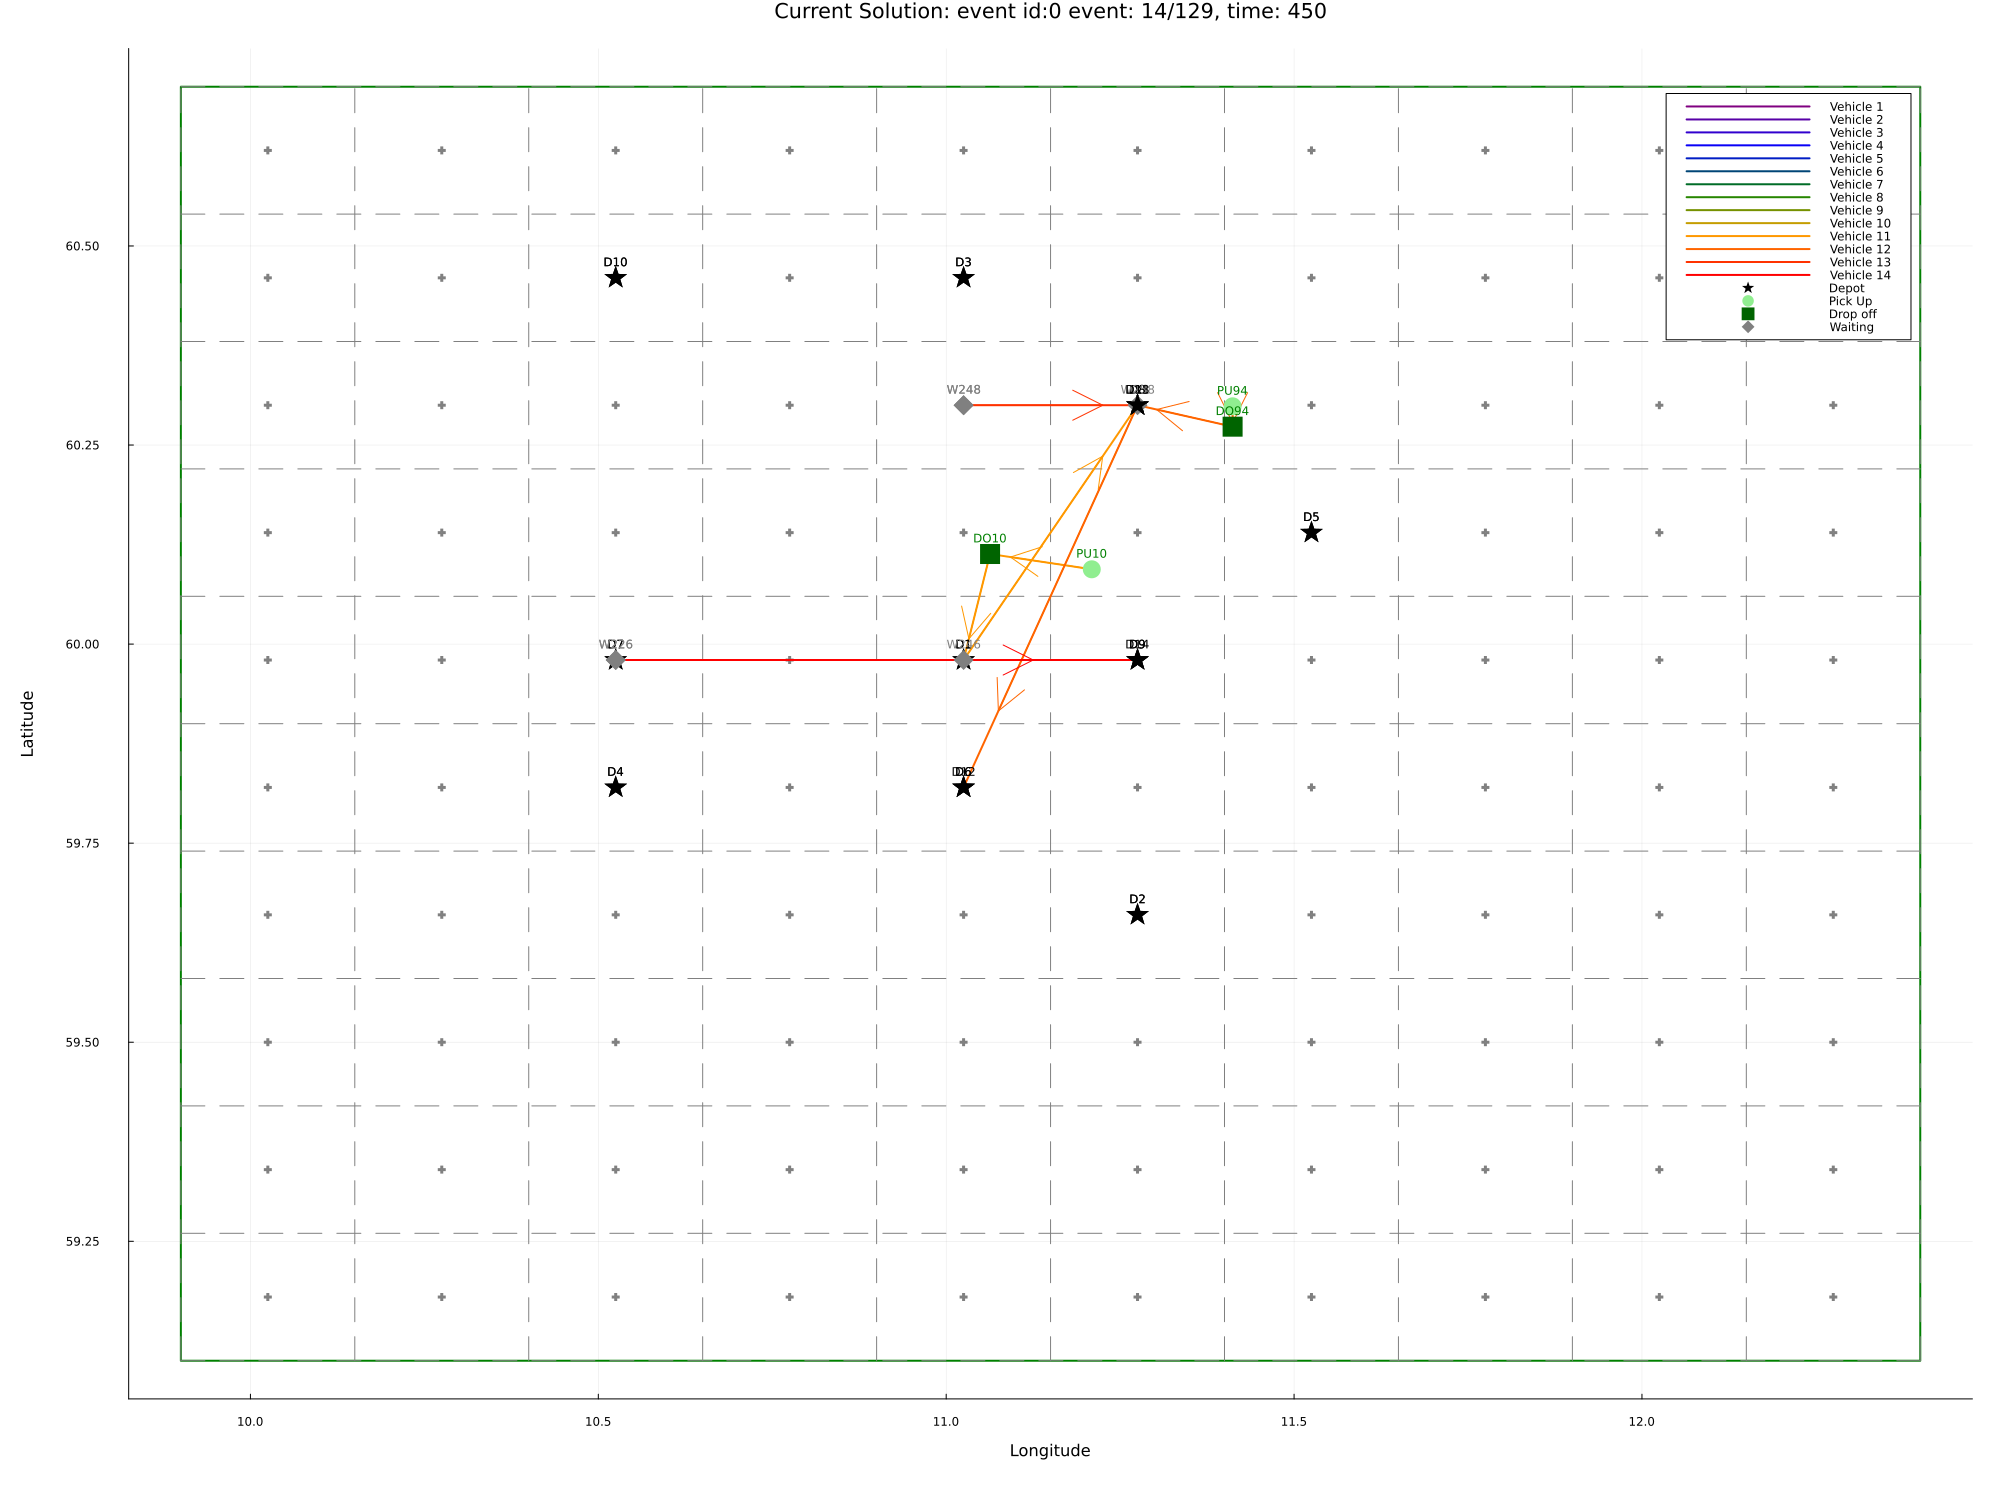 Current Solution: event id:0 event: 14/129, time: 450
Vehicle 1
Vehicle 2
Vehicle 3
Vehicle 4
Vehicle 5
Vehicle 6
Vehicle 7
Vehicle 8
Vehicle 9
Vehicle 10
Vehicle 11
Vehicle 12
Vehicle 13
Vehicle 14
Depot
Pick Up
Drop off
Waiting
60.50
D10
D3
W248
PU94
DO94
60.25
D5
DO10
PU10
60.00
D1
D9
D4
59.75
D2
59.50
59.25
Latitude
10.0
10.5
11.0
11.5
12.0
Longitude